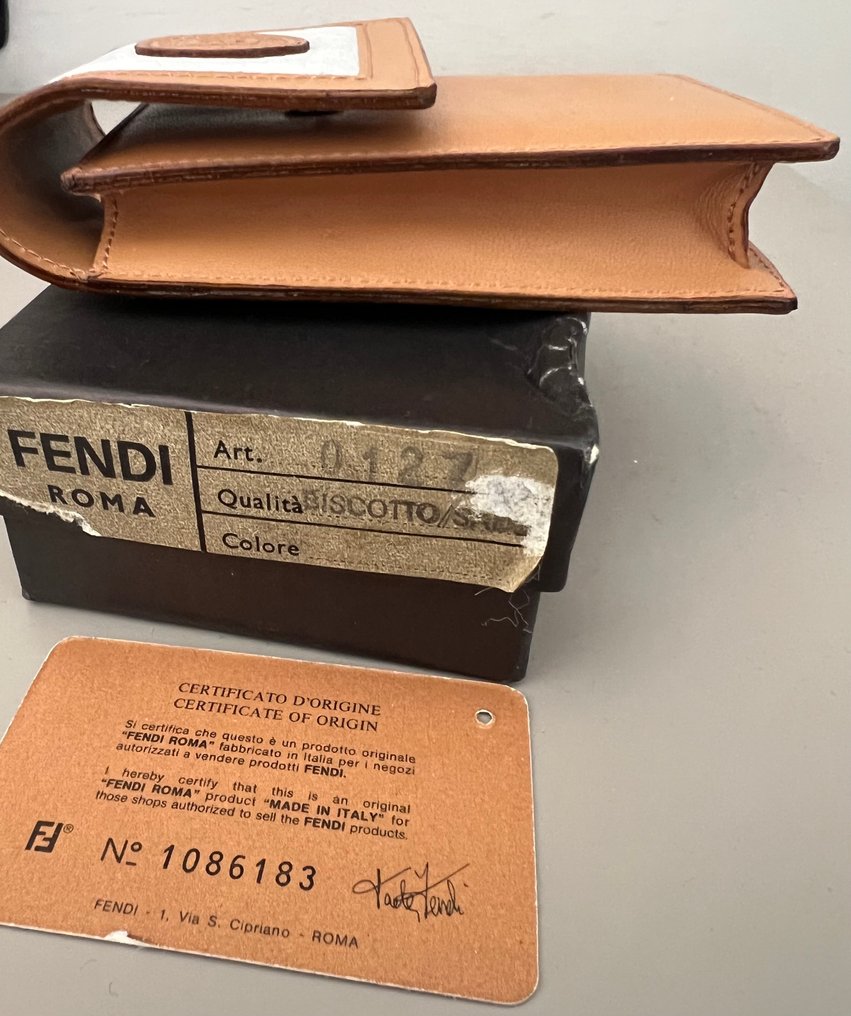 FENDI
ROMA
Art. 0127
Qualità BISCOTTO/
Colore
CERTIFICATO D'ORIGINE
CERTIFICATE OF ORIGIN
Si certifica che questo è un prodotto originale
"FENDI ROMA" fabbricato in Italia per i negozi
autorizzati a vendere prodotti FENDI.
I hereby certify that this is an original
"FENDI ROMA" product "MADE IN ITALY" for
those shops authorized to sell the FENDI products.
Nº 1086183
FENDI - 1, Via S. Cipriano - ROMA